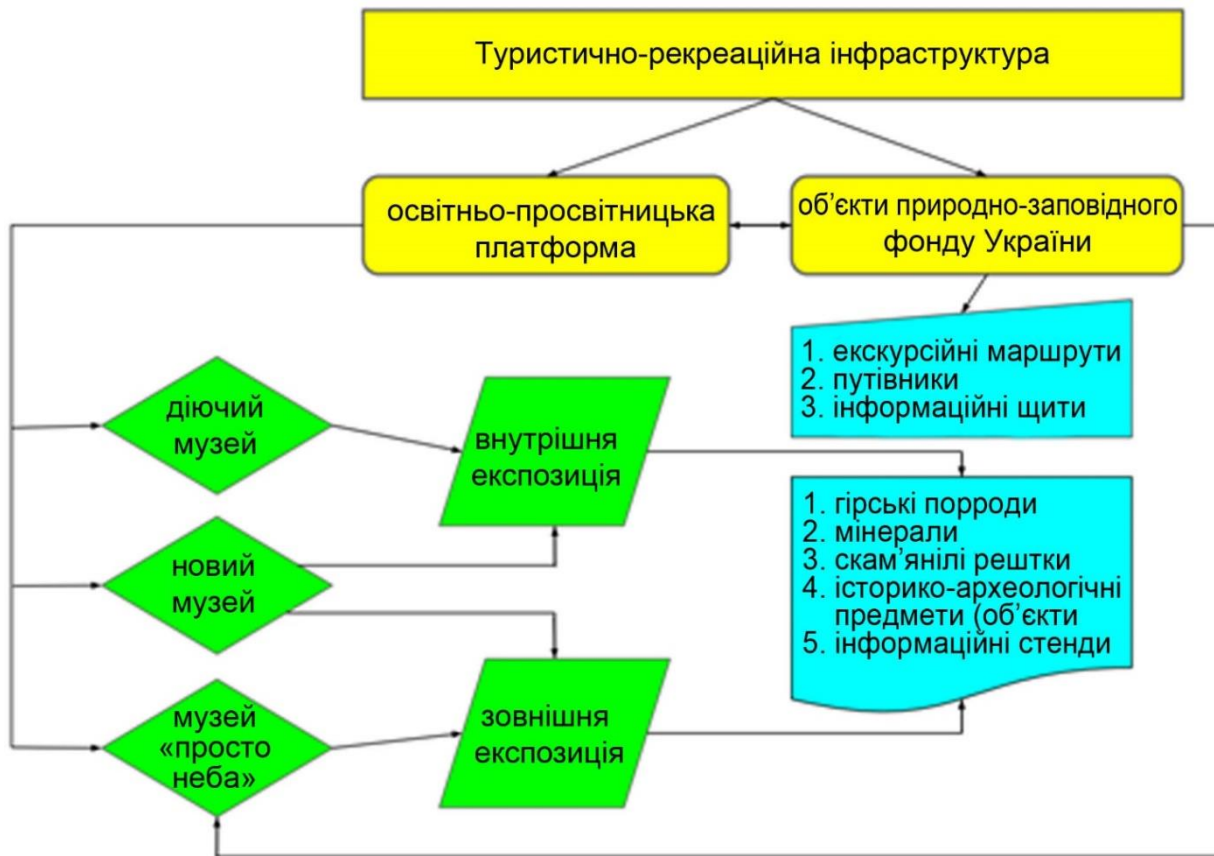 Туристично-рекреаційна інфраструктура
освітньо-просвітницька
платформа
об’єкти природно-заповідного
фонду України
1. екскурсійні маршрути
2. путівники
3. інформаційні щити
діючий
музей
внутрішня
експозиція
1. гірські порроди
2. мінерали
3. скам’янілі рештки
4. історико-археологічні
предмети (об’єкти
5. інформаційні стенди
новий
музей
музей
«просто
неба»
зовнішня
експозиція